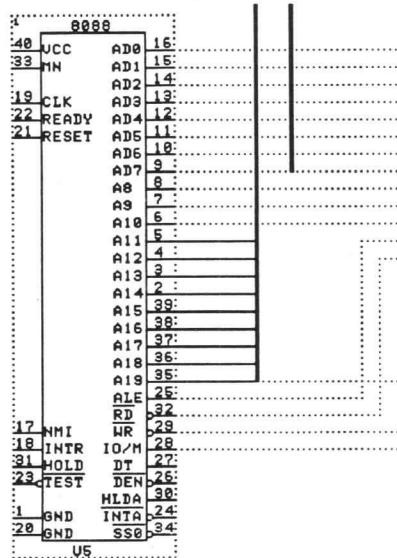 1
8088
40 VCC AD0 16
33 MN AD1 15
AD2 14
19 CLK AD3 13
22 READY AD4 12
21 RESET AD5 11
AD6 10
AD7 9
A8 8
A9 7
A10 6
A11 5
A12 4
A13 3
A14 2
A15 39
A16 38
A17 37
A18 36
A19 35
ALE 25
RD 32
17 NMI WR 29
18 INTR IO/M 28
31 HOLD DT 27
23 TEST DEN 26
HLDA 30
1 GND INTA 24
20 GND SS0 34
U5